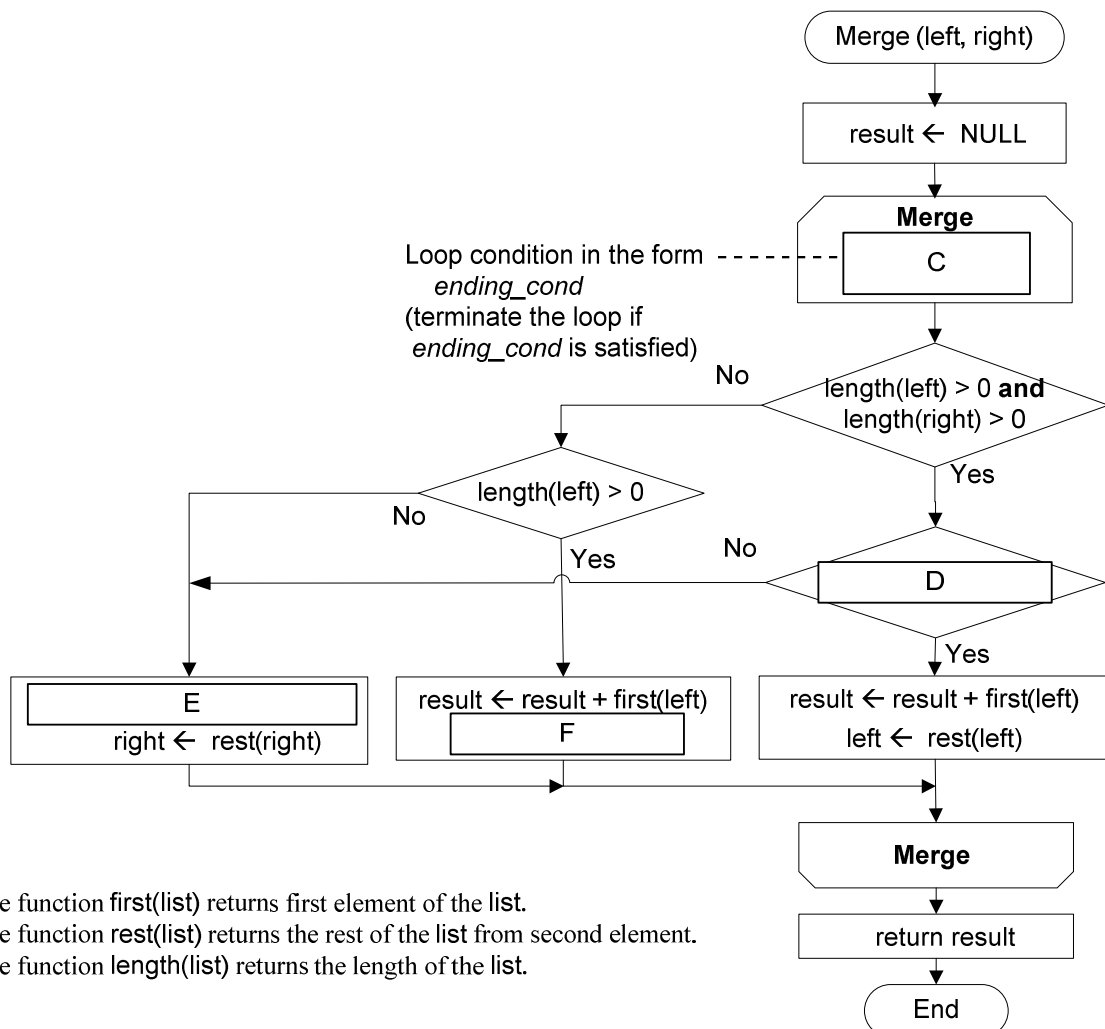 Merge (left, right)
result ← NULL
Merge
C
Loop condition in the form
ending_cond
(terminate the loop if
ending_cond is satisfied)
length(left) > 0 and
length(right) > 0
No
Yes
length(left) > 0
No
Yes
D
No
Yes
E
right ← rest(right)
result ← result + first(left)
F
result ← result + first(left)
left ← rest(left)
Merge
e function first(list) returns first element of the list.
e function rest(list) returns the rest of the list from second element.
e function length(list) returns the length of the list.
return result
End